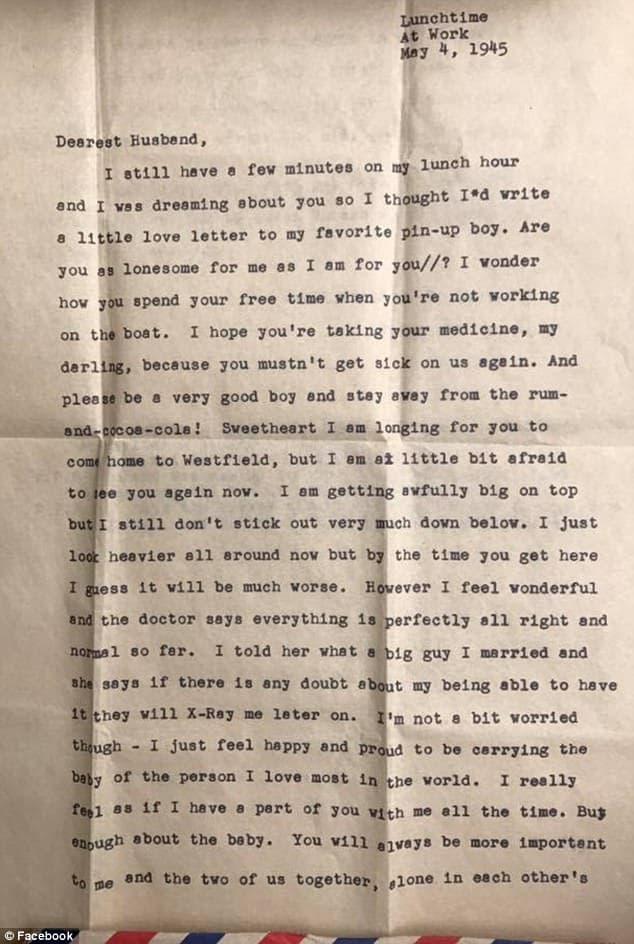 Lunchtime
At Work
May 4, 1945
Dearest Husband,
I still have a few minutes on my lunch hour
and I was dreaming about you so I thought I*d write
a little love letter to my favorite pin-up boy. Are
you as lonesome for me as I am for you//? I wonder
how you spend your free time when you're not working
on the boat. I hope you're taking your medicine, my
darling, because you mustn't get sick on us again. And
please be a very good boy and stay away from the rum-
and-cocoa-cola! Sweetheart I am longing for you to
come home to Westfield, but I am a little bit afraid
to see you again now. I am getting awfully big on top
but I still don't stick out very much down below. I just
look heavier all around now but by the time you get here
I guess it will be much worse. However I feel wonderful
and the doctor says everything is perfectly all right and
normal so far. I told her what a big guy I married and
she says if there is any doubt about my being able to have
it they will X-Ray me later on. I'm not a bit worried
though - I just feel happy and proud to be carrying the
baby of the person I love most in the world. I really
feel as if I have a part of you with me all the time. But
enough about the baby. You will always be more important
to me and the two of us together, alone in each other's
© Facebook